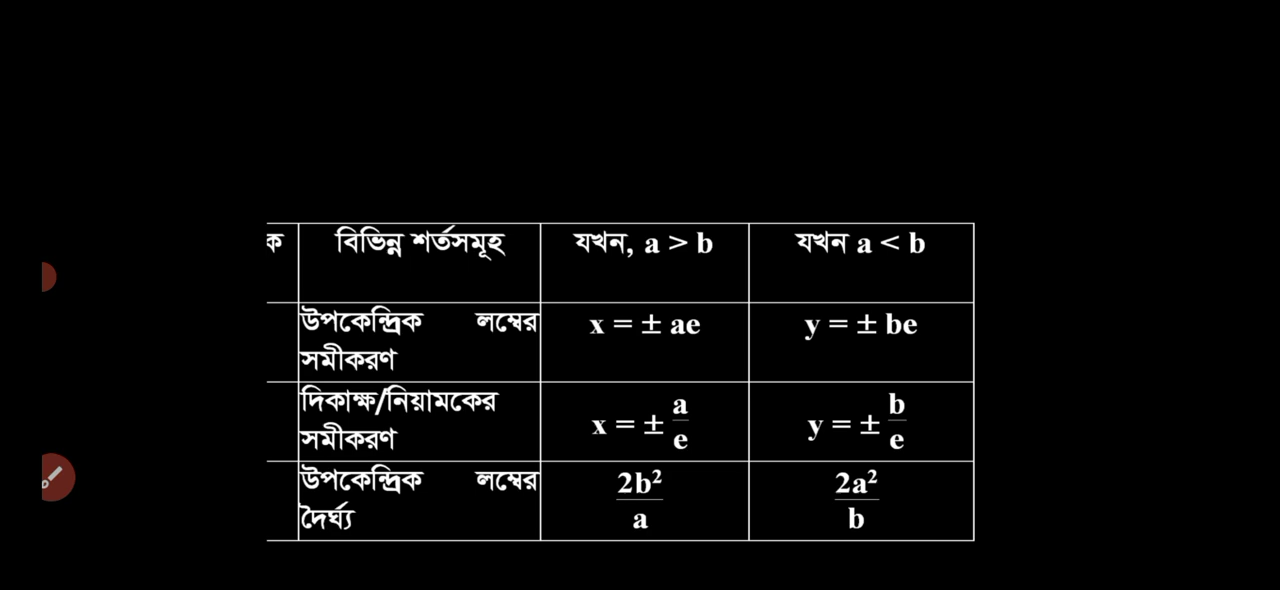 ক বিভিন্ন শর্তসমূহ যখন, a > b যখন a < b
উপকেন্দ্রিক লম্বের সমীকরণ x = ± ae y = ± be
দিকাক্ষ/নিয়ামকের সমীকরণ x = ± a/e y = ± b/e
উপকেন্দ্রিক লম্বের দৈর্ঘ্য 2b²/a 2a²/b